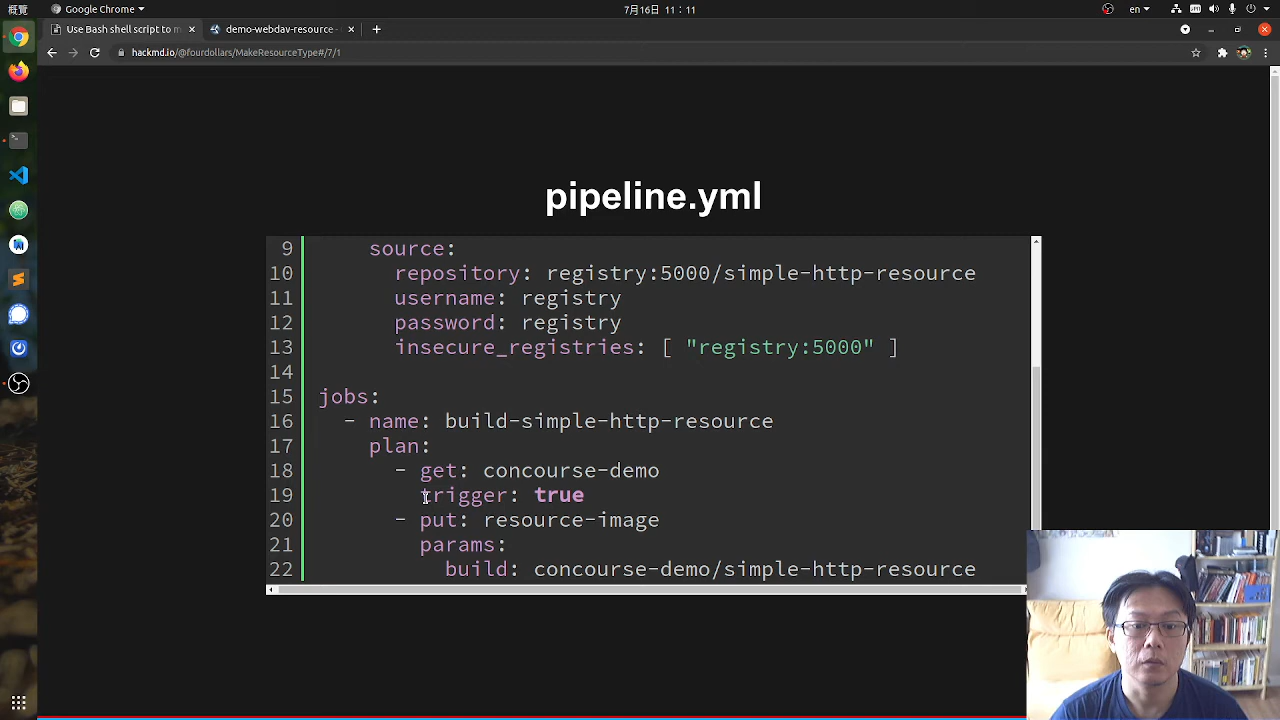 概覧
Google Chrome
7月16日 11：11
en
Use Bash shell script to m
demo-webdav-resource -
hackmd.io/@fourdollars/MakeResourceType#/7/1
pipeline.yml
9 source:
10 repository: registry:5000/simple-http-resource
11 username: registry
12 password: registry
13 insecure_registries: [ "registry:5000" ]
14
15 jobs:
16 - name: build-simple-http-resource
17 plan:
18 - get: concourse-demo
19 trigger: true
20 - put: resource-image
21 params:
22 build: concourse-demo/simple-http-resource